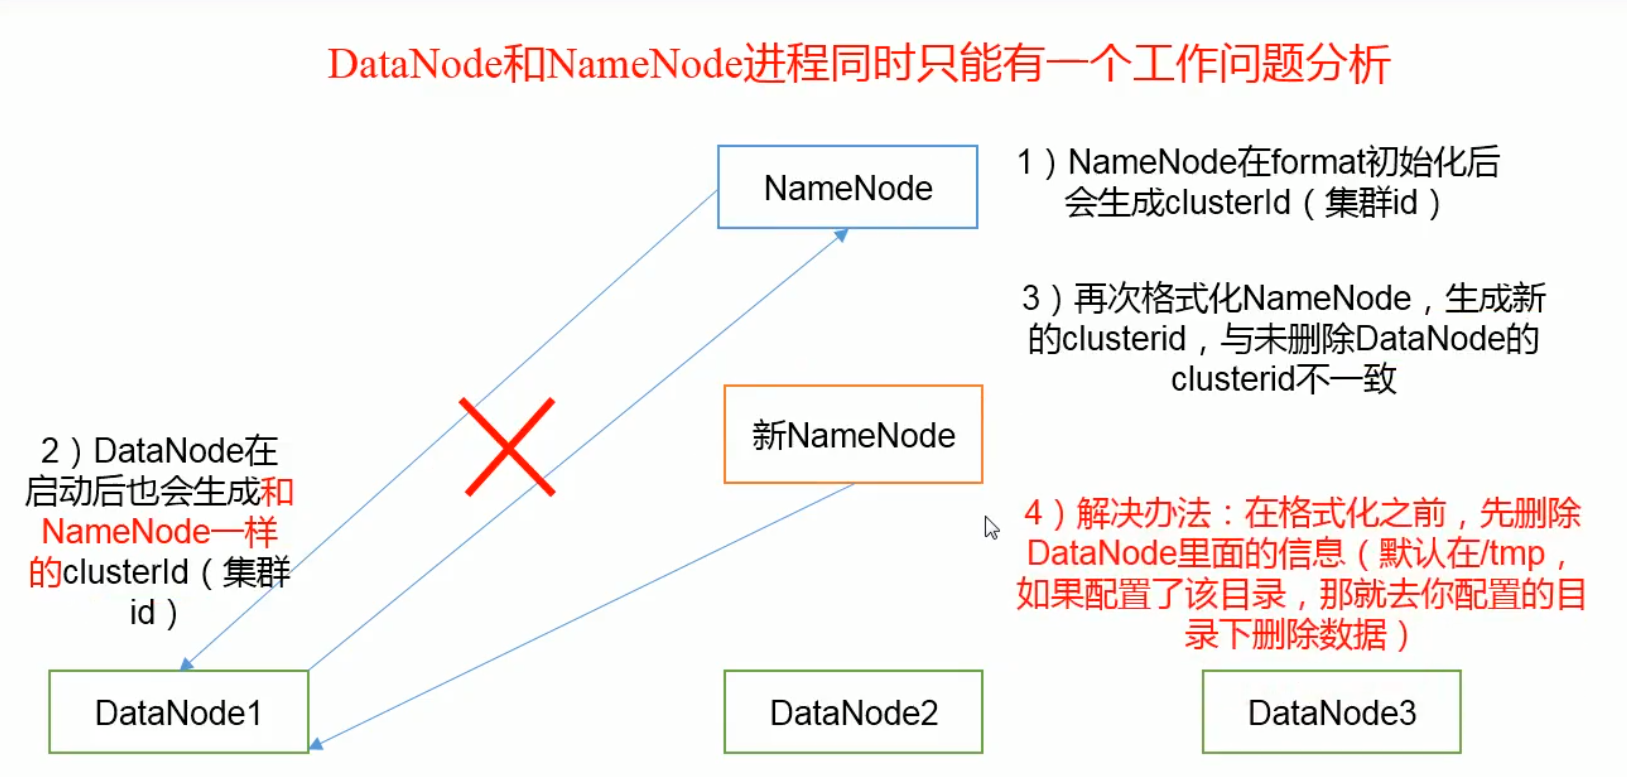 DataNode和NameNode进程同时只能有一个工作问题分析
NameNode
1）NameNode在format初始化后
会生成clusterId（集群id）
3）再次格式化NameNode，生成新
的clusterid，与未删除DataNode的
clusterid不一致
新NameNode
2）DataNode在
启动后也会生成和
NameNode一样
的clusterId（集群
id）
4）解决办法：在格式化之前，先删除
DataNode里面的信息（默认在/tmp，
如果配置了该目录，那就去你配置的目
录下删除数据）
DataNode1
DataNode2
DataNode3